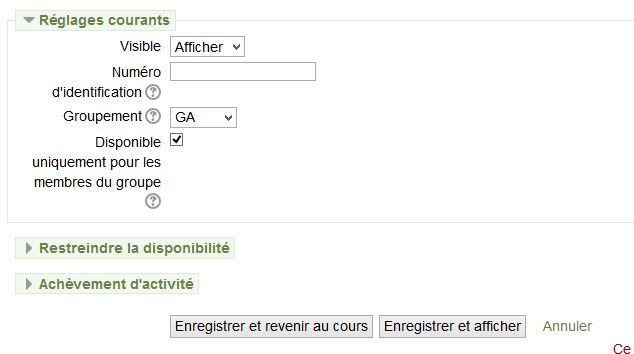 Réglages courants
Visible Afficher
Numéro
d'identification
Groupement GA
Disponible
uniquement pour les
membres du groupe
Restreindre la disponibilité
Achèvement d'activité
Enregistrer et revenir au cours Enregistrer et afficher Annuler
Ce